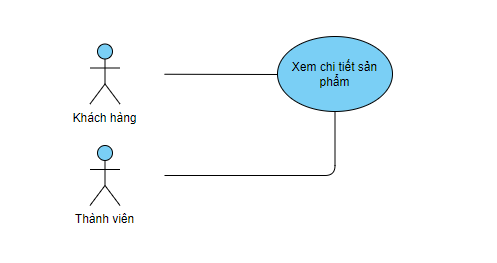 Xem chi tiết sản
phẩm
Khách hàng
Thành viên